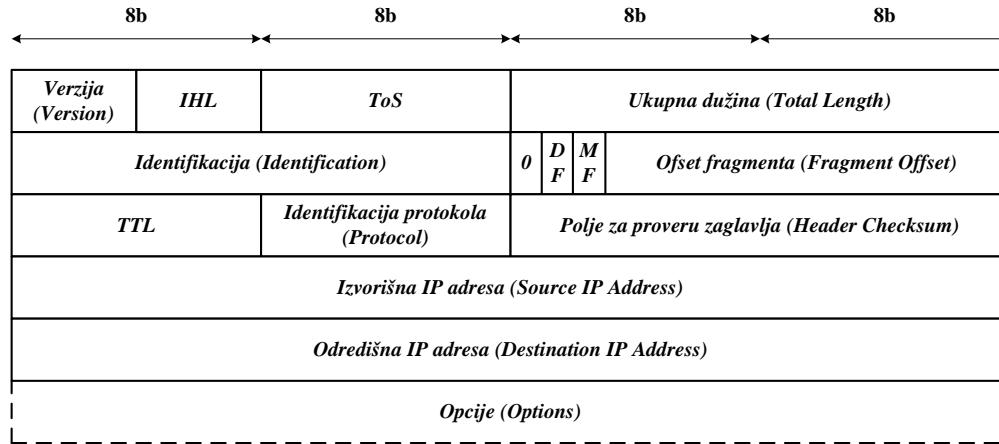 8b 8b 8b 8b
Verzija
(Version)
IHL
ToS
Ukupna dužina (Total Length)
Identifikacija (Identification)
0
D
F
M
F
Ofset fragmenta (Fragment Offset)
TTL
Identifikacija protokola
(Protocol)
Polje za proveru zaglavlja (Header Checksum)
Izvorišna IP adresa (Source IP Address)
Odredišna IP adresa (Destination IP Address)
Opcije (Options)